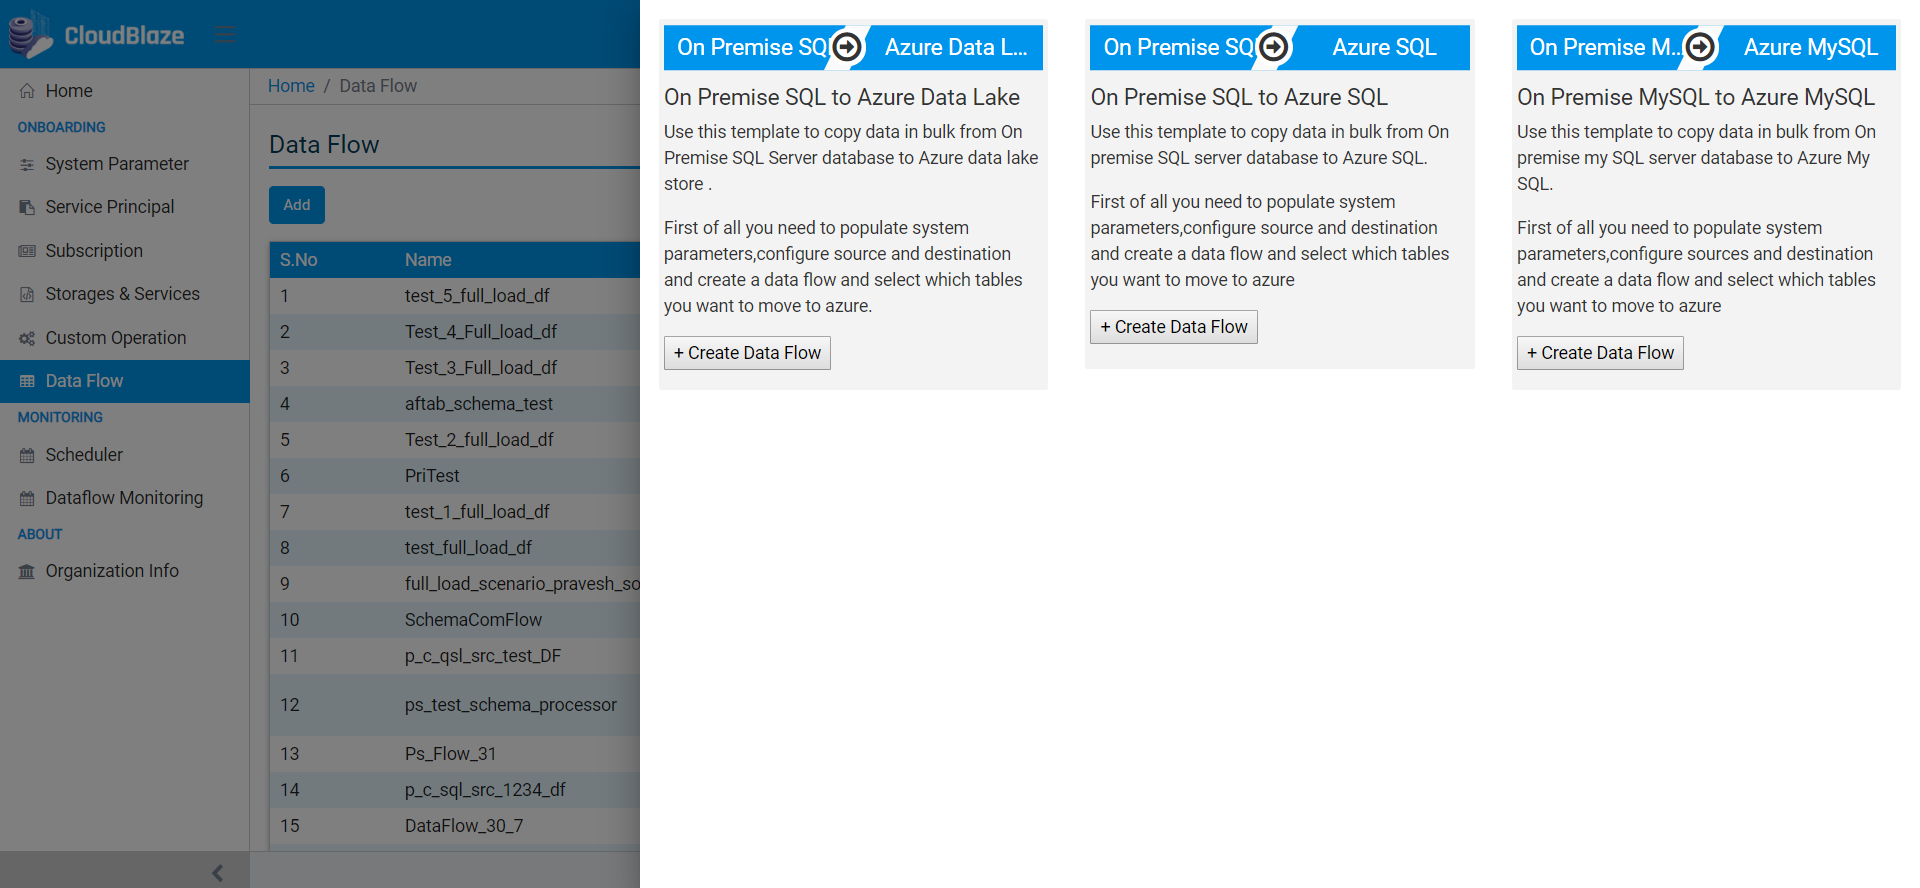 CloudBlaze
Home
ONBOARDING
System Parameter
Service Principal
Subscription
Storages & Services
Custom Operation
Data Flow
MONITORING
Scheduler
Dataflow Monitoring
ABOUT
Organization Info
Home / Data Flow
Data Flow
Add
S.No Name
1 test_5_full_load_df
2 Test_4_Full_load_df
3 Test_3_Full_load_df
4 aftab_schema_test
5 Test_2_full_load_df
6 PriTest
7 test_1_full_load_df
8 test_full_load_df
9 full_load_scenario_pravesh_so
10 SchemaComFlow
11 p_c_qsl_src_test_DF
12 ps_test_schema_processor
13 Ps_Flow_31
14 p_c_sql_src_1234_df
15 DataFlow_30_7
On Premise SQL Azure Data L...
On Premise SQL to Azure Data Lake
Use this template to copy data in bulk from On
Premise SQL Server database to Azure data lake
store .
First of all you need to populate system
parameters,configure source and destination
and create a data flow and select which tables
you want to move to azure.
+ Create Data Flow
On Premise SQL Azure SQL
On Premise SQL to Azure SQL
Use this template to copy data in bulk from On
premise SQL server database to Azure SQL.
First of all you need to populate system
parameters,configure source and destination
and create a data flow and select which tables
you want to move to azure
+ Create Data Flow
On Premise M... Azure MySQL
On Premise MySQL to Azure MySQL
Use this template to copy data in bulk from On
premise my SQL server database to Azure My
SQL.
First of all you need to populate system
parameters,configure sources and destination
and create a data flow and select which tables
you want to move to azure
+ Create Data Flow